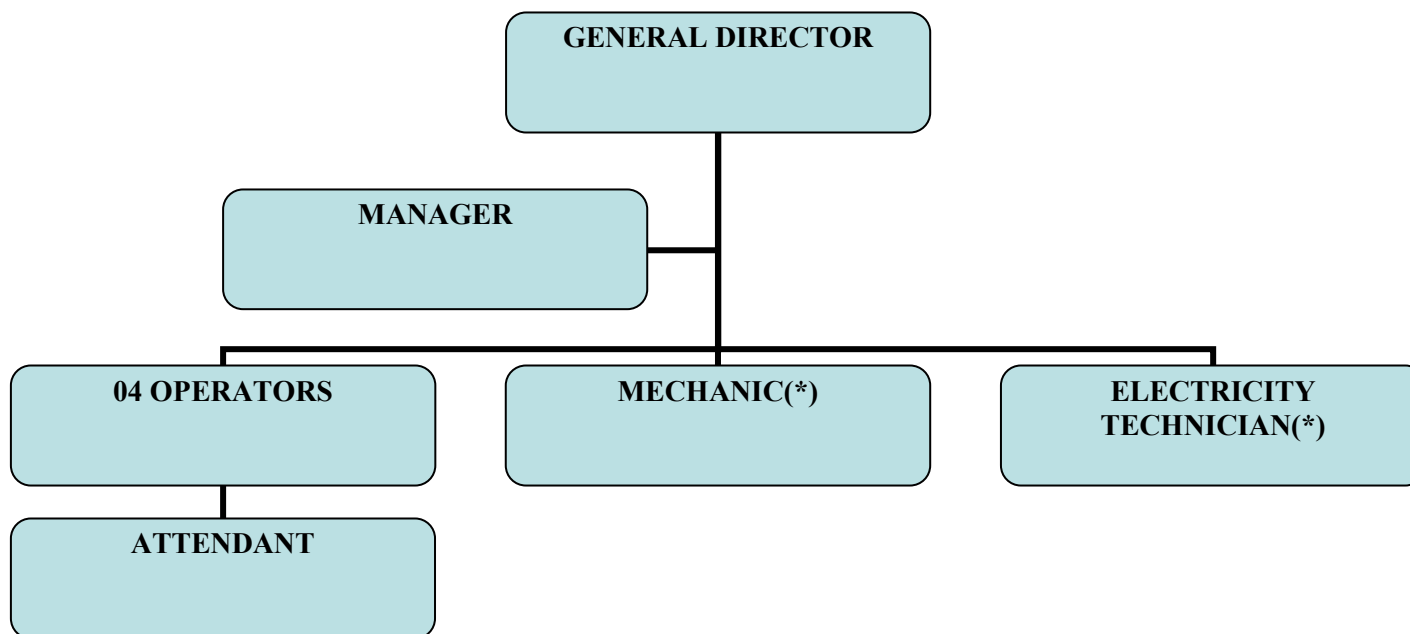 GENERAL DIRECTOR
MANAGER
04 OPERATORS
MECHANIC(*)
ELECTRICITY
TECHNICIAN(*)
ATTENDANT